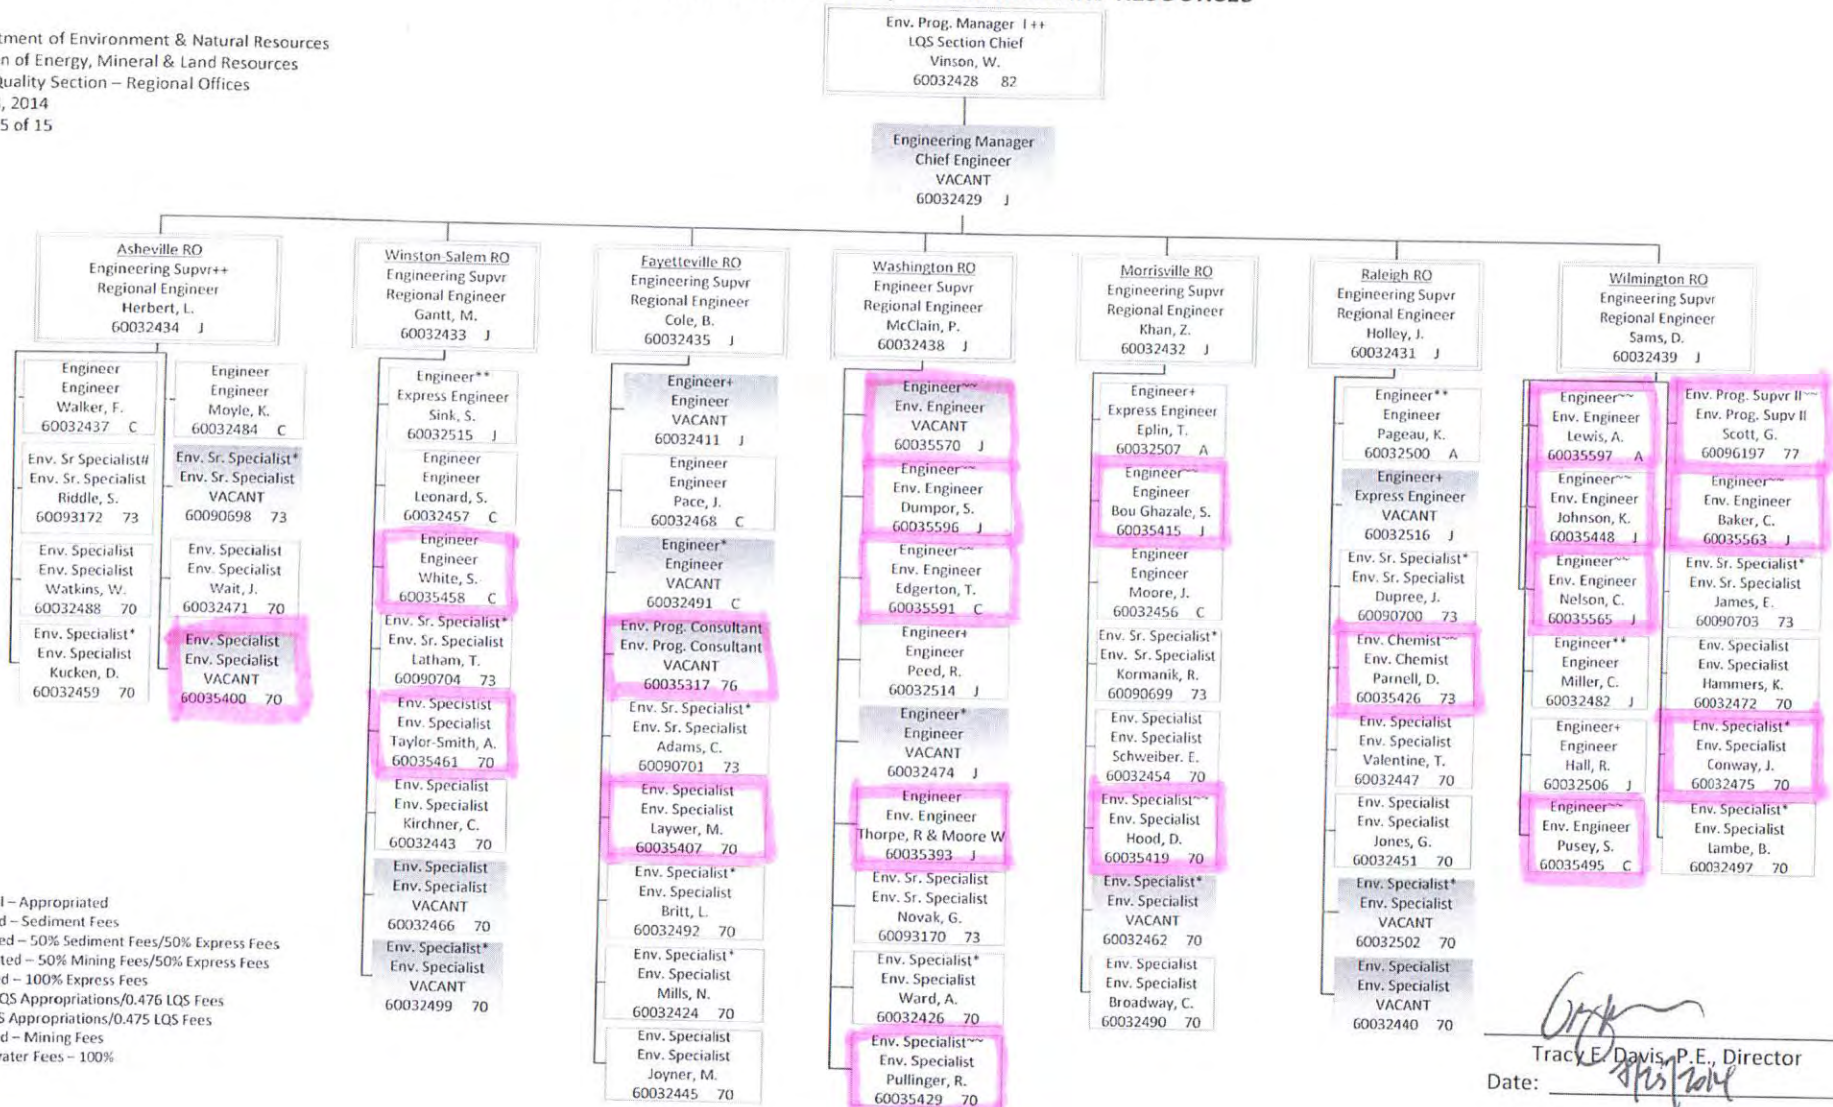 RESOURCES
tment of Environment & Natural Resources
n of Energy, Mineral & Land Resources
Quality Section – Regional Offices
, 2014
5 of 15
Env. Prog. Manager I ++
LQS Section Chief
Vinson, W.
60032428 82
Engineering Manager
Chief Engineer
VACANT
60032429 J
Asheville RO
Engineering Supvr++
Regional Engineer
Herbert, L.
60032434 J
Engineer
Engineer
Walker, F.
60032437 C
Env. Sr Specialist#
Env. Sr. Specialist
Riddle, S.
60093172 73
Env. Specialist
Env. Specialist
Watkins, W.
60032488 70
Env. Specialist*
Env. Specialist
Kucken, D.
60032459 70
Engineer
Engineer
Moyle, K.
60032484 C
Env. Sr. Specialist*
Env. Sr. Specialist
VACANT
60090698 73
Env. Specialist
Env. Specialist
Wait, J.
60032471 70
Env. Specialist
Env. Specialist
VACANT
60035400 70
Winston-Salem RO
Engineering Supvr
Regional Engineer
Gantt, M.
60032433 J
Engineer**
Express Engineer
Sink, S.
60032515 J
Engineer
Engineer
Leonard, S.
60032457 C
Engineer
Engineer
White, S.
60035458 C
Env. Sr. Specialist*
Env. Sr. Specialist
Latham, T.
60090704 73
Env. Specistist
Env. Specialist
Taylor-Smith, A.
60035461 70
Env. Specialist
Env. Specialist
Kirchner, C.
60032443 70
Env. Specialist
Env. Specialist
VACANT
60032466 70
Env. Specialist*
Env. Specialist
VACANT
60032499 70
Fayetteville RO
Engineering Supvr
Regional Engineer
Cole, B.
60032435 J
Engineer+
Engineer
VACANT
60032411 J
Engineer
Engineer
Pace, J.
60032468 C
Engineer*
Engineer
VACANT
60032491 C
Env. Prog. Consultant
Env. Prog. Consultant
VACANT
60035317 76
Env. Sr. Specialist*
Env. Sr. Specialist
Adams, C.
60090701 73
Env. Specialist
Env. Specialist
Laywer, M.
60035407 70
Env. Specialist*
Env. Specialist
Britt, L.
60032492 70
Env. Specialist*
Env. Specialist
Mills, N.
60032424 70
Env. Specialist
Env. Specialist
Joyner, M.
60032445 70
Washington RO
Engineer Supvr
Regional Engineer
McClain, P.
60032438 J
Engineer~~
Env. Engineer
VACANT
60035570 J
Engineer~~
Env. Engineer
Dumpor, S.
60035596 J
Engineer~~
Env. Engineer
Edgerton, T.
60035591 C
Engineer+
Engineer
Peed, R.
60032514 J
Engineer*
Engineer
VACANT
60032474 J
Engineer
Env. Engineer
Thorpe, R & Moore W
60035393 J
Env. Sr. Specialist
Env. Sr. Specialist
Novak, G.
60093170 73
Env. Specialist*
Env. Specialist
Ward, A.
60032426 70
Env. Specialist~~
Env. Specialist
Pullinger, R.
60035429 70
Morrisville RO
Engineering Supvr
Regional Engineer
Khan, Z.
60032432 J
Engineer+
Express Engineer
Eplin, T.
60032507 A
Engineer~~
Engineer
Bou Ghazale, S.
60035415 J
Engineer
Engineer
Moore, J.
60032456 C
Env. Sr. Specialist*
Env. Sr. Specialist
Kormanik, R.
60090699 73
Env. Specialist
Env. Specialist
Schweiber. E.
60032454 70
Env. Specialist~~
Env. Specialist
Hood, D.
60035419 70
Env. Specialist*
Env. Specialist
VACANT
60032462 70
Env. Specialist
Env. Specialist
Broadway, C.
60032490 70
Raleigh RO
Engineering Supvr
Regional Engineer
Holley, J.
60032431 J
Engineer**
Engineer
Pageau, K.
60032500 A
Engineer+
Express Engineer
VACANT
60032516 J
Env. Sr. Specialist*
Env. Sr. Specialist
Dupree, J.
60090700 73
Env. Chemist~~
Env. Chemist
Parnell, D.
60035426 73
Env. Specialist
Env. Specialist
Valentine, T.
60032447 70
Env. Specialist
Env. Specialist
Jones, G.
60032451 70
Env. Specialist*
Env. Specialist
VACANT
60032502 70
Env. Specialist
Env. Specialist
VACANT
60032440 70
Wilmington RO
Engineering Supvr
Regional Engineer
Sams, D.
60032439 J
Engineer~~
Env. Engineer
Lewis, A.
60035597 A
Engineer~~
Env. Engineer
Johnson, K.
60035448 J
Engineer~~
Env. Engineer
Nelson, C.
60035565 J
Engineer**
Engineer
Miller, C.
60032482 J
Engineer+
Engineer
Hall, R.
60032506 J
Engineer~~
Env. Engineer
Pusey, S.
60035495 C
Env. Prog. Supvr II~~
Env. Prog. Supv II
Scott, G.
60096197 77
Engineer~~
Env. Engineer
Baker, C.
60035563 J
Env. Sr. Specialist*
Env. Sr. Specialist
James, E.
60090703 73
Env. Specialist
Env. Specialist
Hammers, K.
60032472 70
Env. Specialist*
Env. Specialist
Conway, J.
60032475 70
Env. Specialist*
Env. Specialist
Lambe, B.
60032497 70
l – Appropriated
d – Sediment Fees
ed – 50% Sediment Fees/50% Express Fees
ted – 50% Mining Fees/50% Express Fees
d – 100% Express Fees
QS Appropriations/0.476 LQS Fees
S Appropriations/0.475 LQS Fees
d – Mining Fees
ater Fees – 100%
Tracy E. Davis, P.E., Director
Date: 8/25/2014